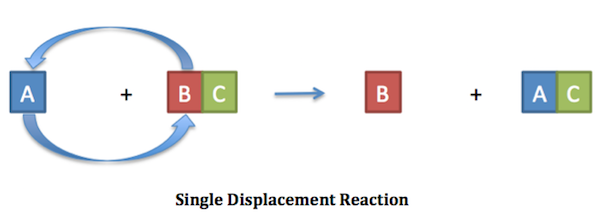 A + B C → B + A C
Single Displacement Reaction